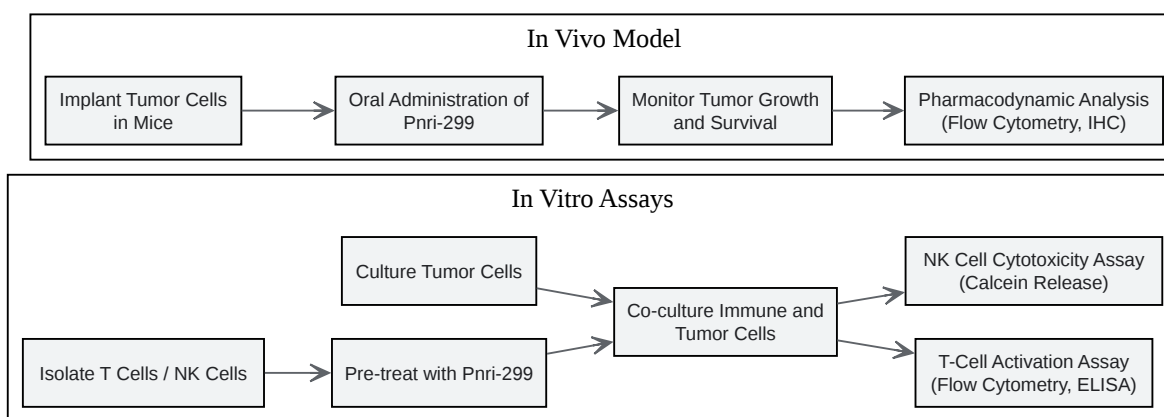 In Vivo Model
Implant Tumor Cells
in Mice
Oral Administration of
Pnri-299
Monitor Tumor Growth
and Survival
Pharmacodynamic Analysis
(Flow Cytometry, IHC)
In Vitro Assays
Culture Tumor Cells
Isolate T Cells / NK Cells
Pre-treat with Pnri-299
Co-culture Immune and
Tumor Cells
NK Cell Cytotoxicity Assay
(Calcein Release)
T-Cell Activation Assay
(Flow Cytometry, ELISA)